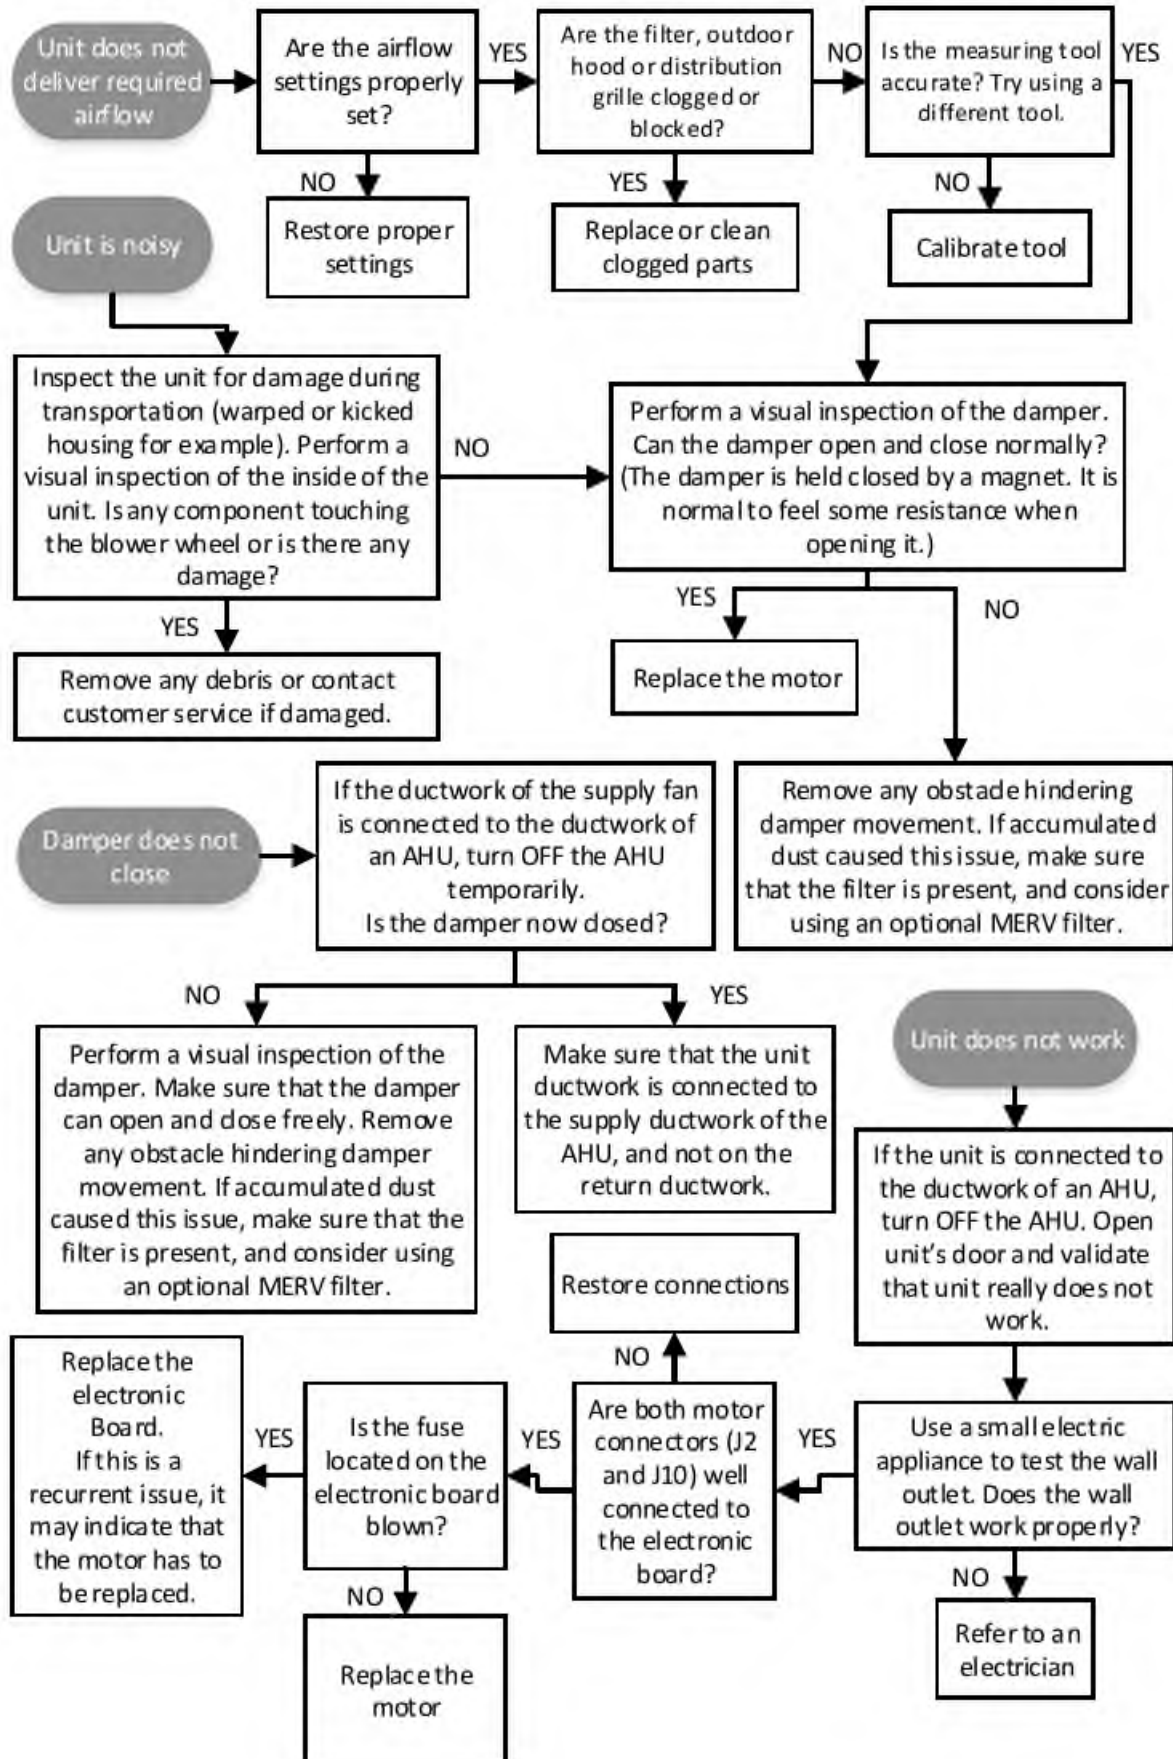 Unit does not
deliver required
airflow
Are the airflow
settings properly
set?
YES
Are the filter, outdoor
hood or distribution
grille clogged or
blocked?
NO
Is the measuring tool
accurate? Try using a
different tool.
YES
NO
Restore proper
settings
YES
Replace or clean
clogged parts
NO
Calibrate tool
Unit is noisy
Inspect the unit for damage during
transportation (warped or kicked
housing for example). Perform a
visual inspection of the inside of the
unit. Is any component touching
the blower wheel or is there any
damage?
NO
Perform a visual inspection of the damper.
Can the damper open and close normally?
(The damper is held closed by a magnet. It is
normal to feel some resistance when
opening it.)
YES
Remove any debris or contact
customer service if damaged.
YES
Replace the motor
NO
Remove any obstacle hindering
damper movement. If accumulated
dust caused this issue, make sure
that the filter is present, and consider
using an optional MERV filter.
Damper does not
close
If the ductwork of the supply fan
is connected to the ductwork of
an AHU, turn OFF the AHU
temporarily.
Is the damper now closed?
NO
Perform a visual inspection of the
damper. Make sure that the damper
can open and close freely. Remove
any obstacle hindering damper
movement. If accumulated dust
caused this issue, make sure that the
filter is present, and consider using
an optional MERV filter.
YES
Make sure that the unit
ductwork is connected to
the supply ductwork of the
AHU, and not on the
return ductwork.
Unit does not work
If the unit is connected to
the ductwork of an AHU,
turn OFF the AHU. Open
unit's door and validate
that unit really does not
work.
Use a small electric
appliance to test the wall
outlet. Does the wall
outlet work properly?
NO
Refer to an
electrician
YES
Are both motor
connectors (J2
and J10) well
connected to
the electronic
board?
NO
Restore connections
YES
Is the fuse
located on the
electronic board
blown?
YES
Replace the
electronic
Board.
If this is a
recurrent issue, it
may indicate that
the motor has to
be replaced.
NO
Replace the
motor